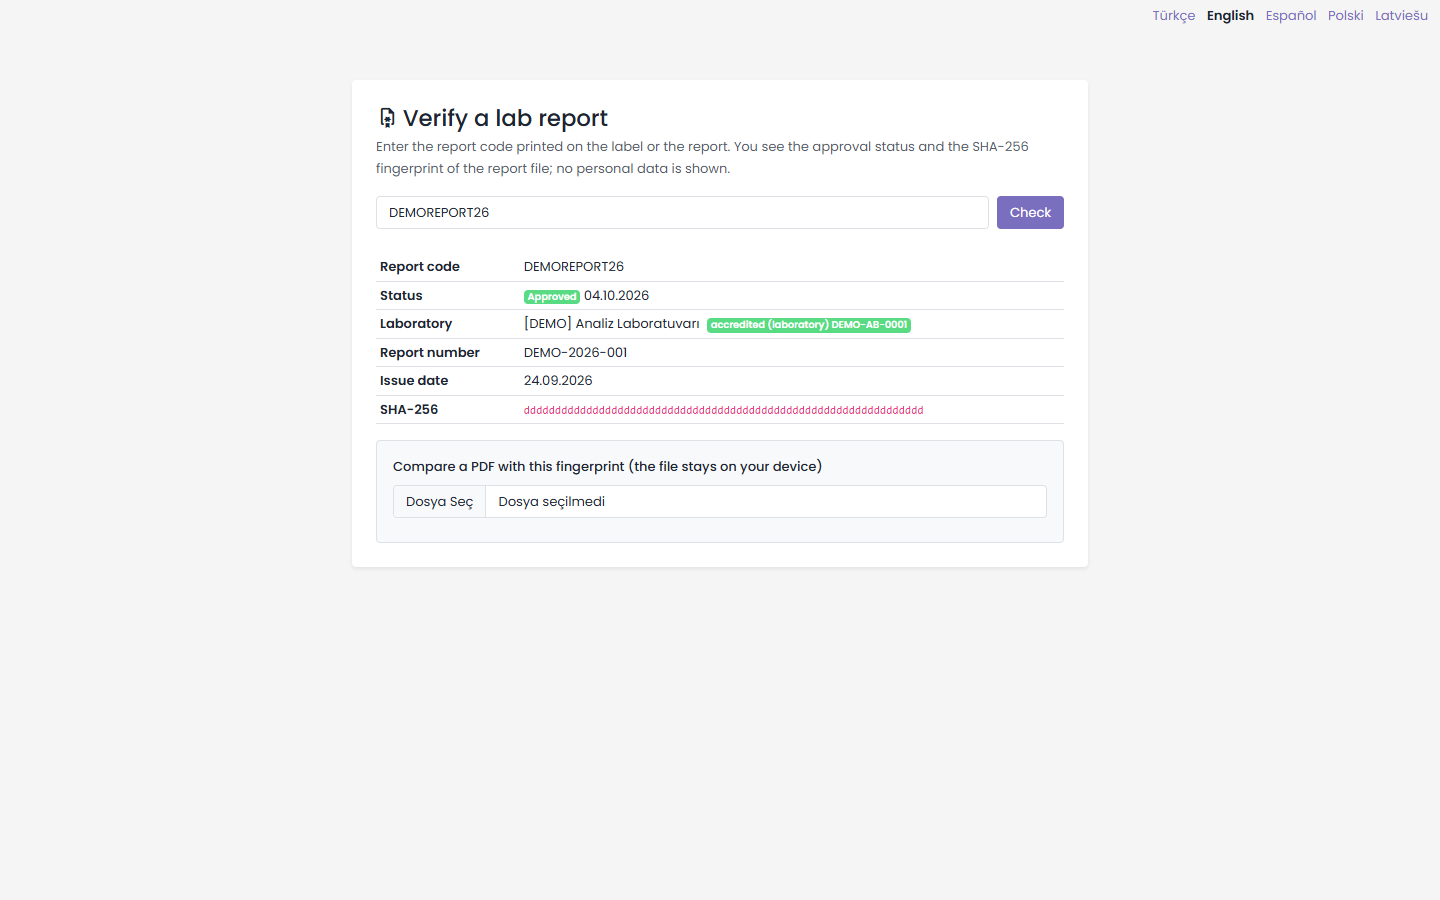 Türkçe English Español Polski Latviešu
Verify a lab report
Enter the report code printed on the label or the report. You see the approval status and the SHA-256
fingerprint of the report file; no personal data is shown.
DEMOREPORT26 Check
Report code DEMOREPORT26
Status Approved 04.10.2026
Laboratory [DEMO] Analiz Laboratuvarı accredited (laboratory) DEMO-AB-0001
Report number DEMO-2026-001
Issue date 24.09.2026
SHA-256 dddddddddddddddddddddddddddddddddddddddddddddddddddddddddddddddd
Compare a PDF with this fingerprint (the file stays on your device)
Dosya Seç Dosya seçilmedi